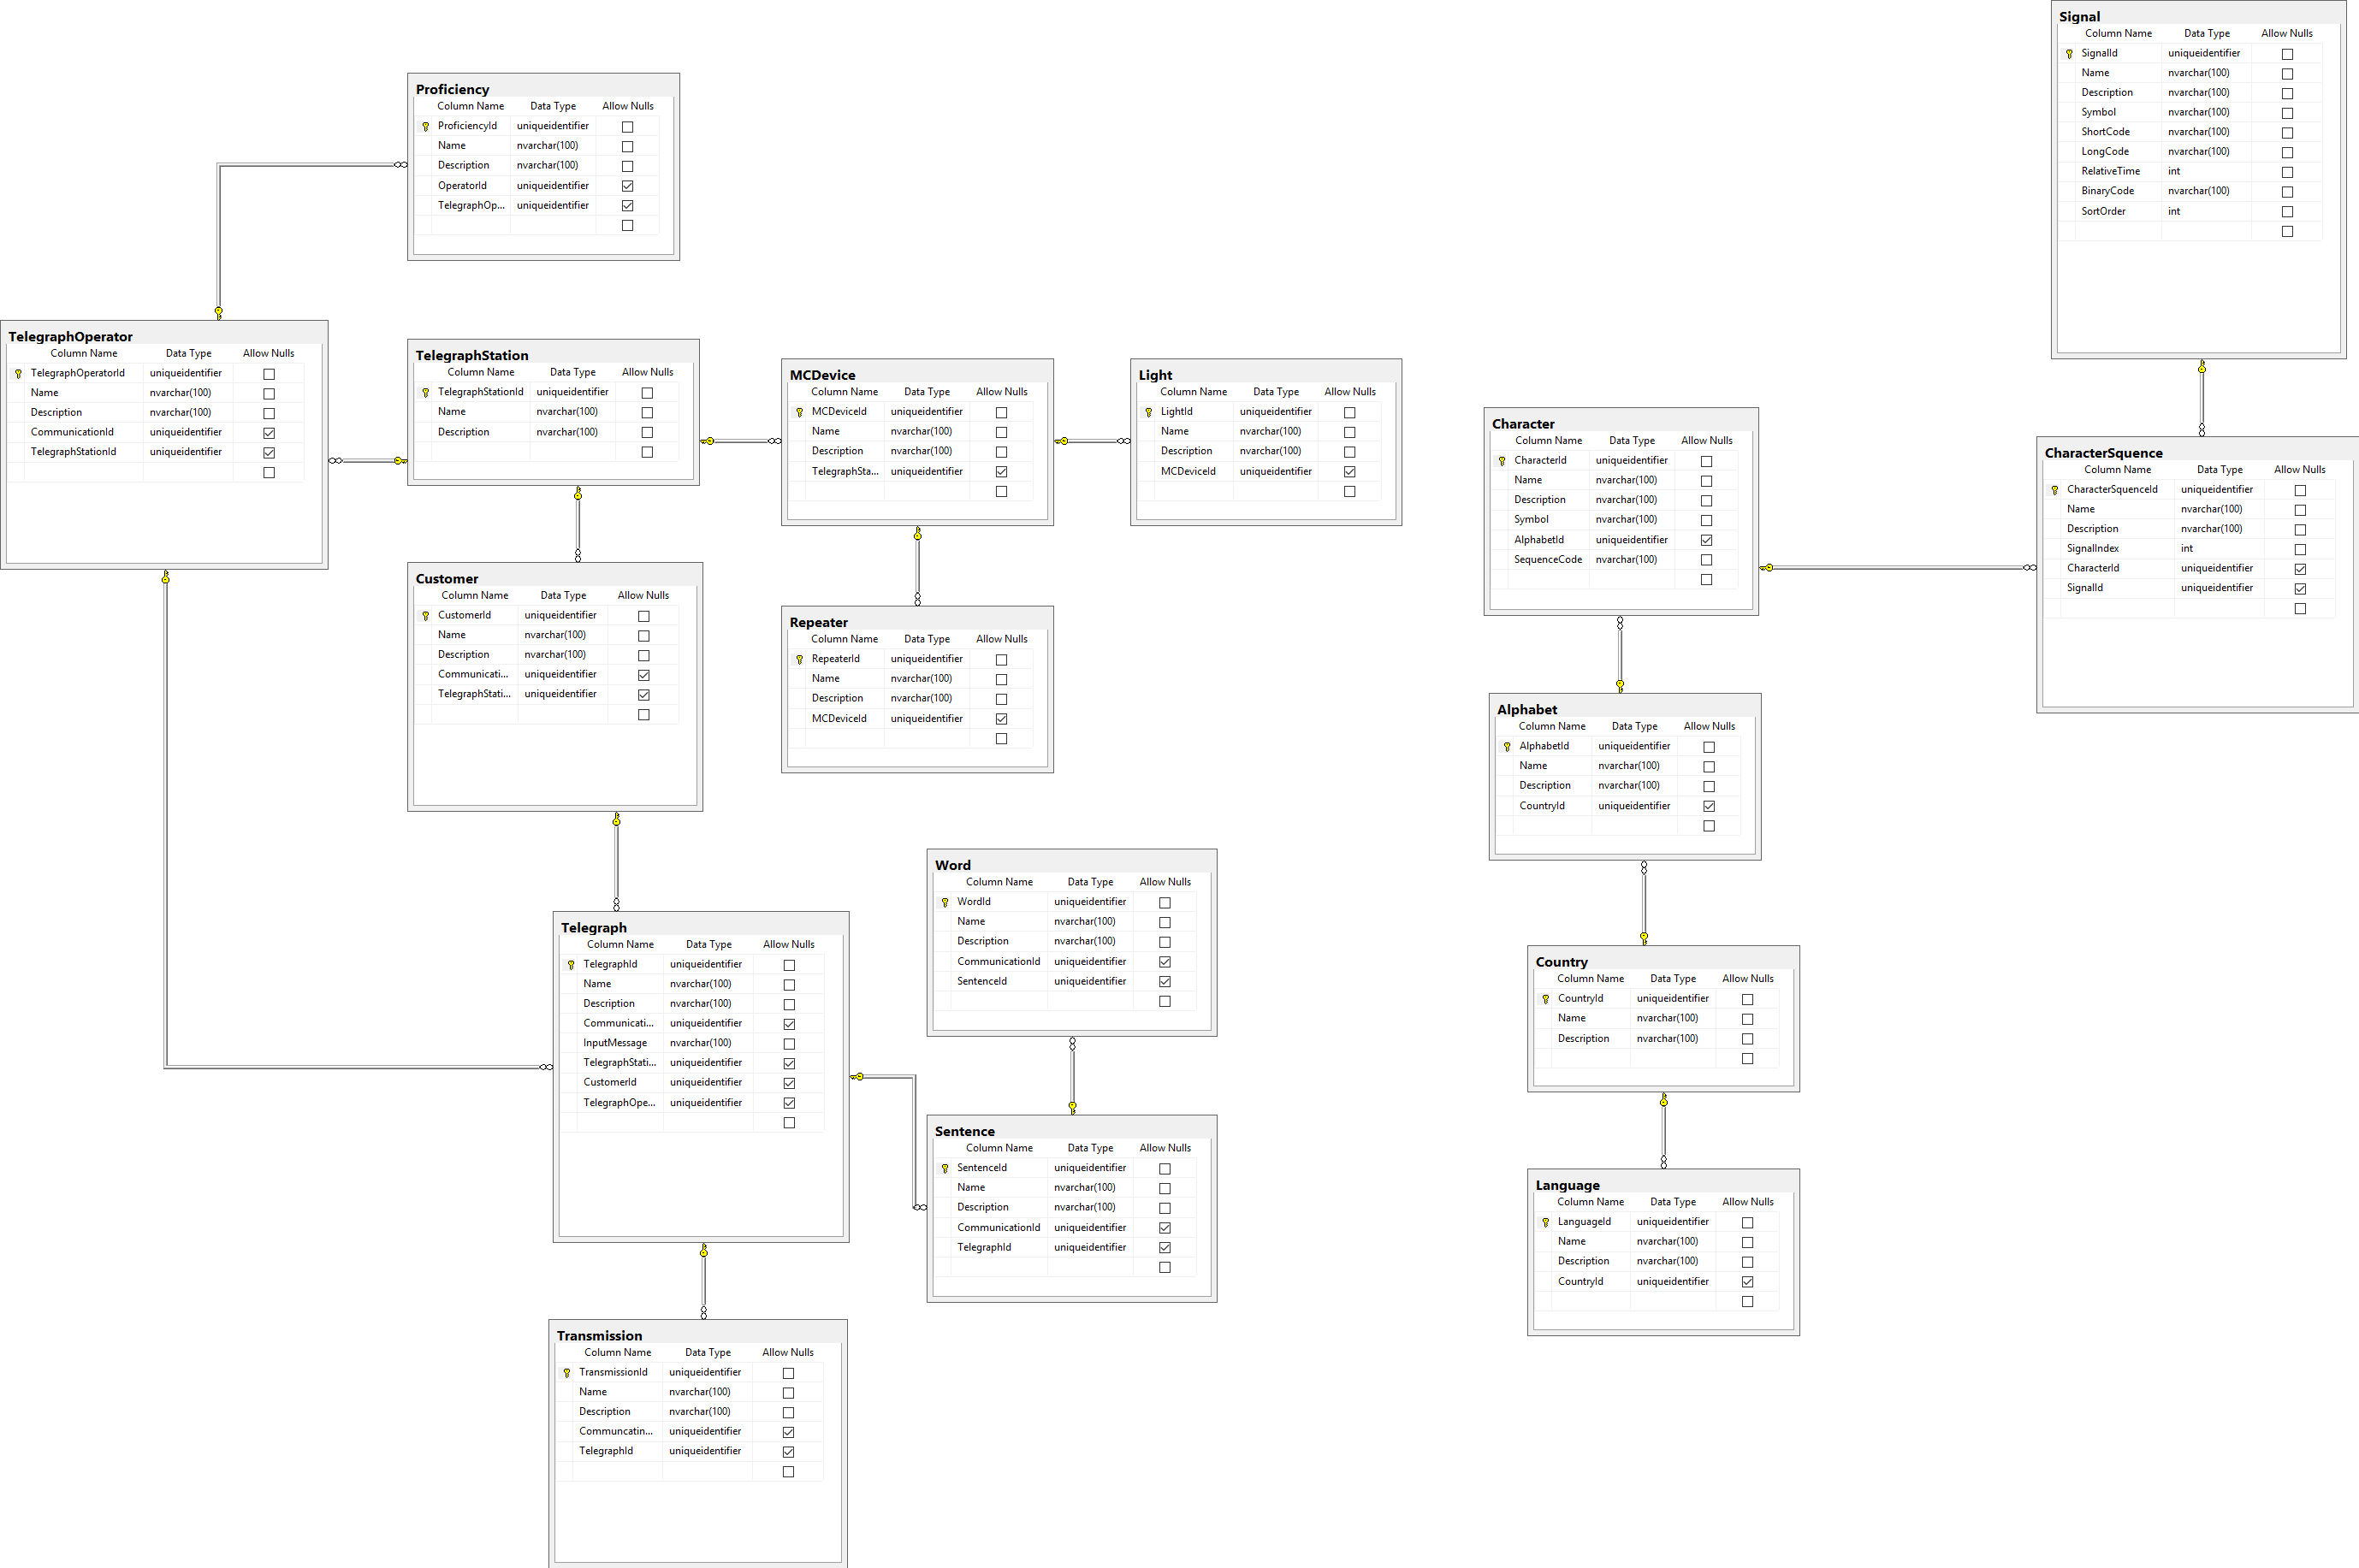 Signal
Column Name Data Type Allow Nulls
SignalId uniqueidentifier
Name nvarchar(100)
Description nvarchar(100)
Symbol nvarchar(100)
ShortCode nvarchar(100)
LongCode nvarchar(100)
RelativeTime int
BinaryCode nvarchar(100)
SortOrder int
Proficiency
Column Name Data Type Allow Nulls
ProficiencyId uniqueidentifier
Name nvarchar(100)
Description nvarchar(100)
OperatorId uniqueidentifier
TelegraphOp... uniqueidentifier
TelegraphOperator
Column Name Data Type Allow Nulls
TelegraphOperatorId uniqueidentifier
Name nvarchar(100)
Description nvarchar(100)
CommunicationId uniqueidentifier
TelegraphStationId uniqueidentifier
TelegraphStation
Column Name Data Type Allow Nulls
TelegraphStationId uniqueidentifier
Name nvarchar(100)
Description nvarchar(100)
MCDevice
Column Name Data Type Allow Nulls
MCDeviceId uniqueidentifier
Name nvarchar(100)
Description nvarchar(100)
TelegraphSta... uniqueidentifier
Light
Column Name Data Type Allow Nulls
LightId uniqueidentifier
Name nvarchar(100)
Description nvarchar(100)
MCDeviceId uniqueidentifier
Character
Column Name Data Type Allow Nulls
CharacterId uniqueidentifier
Name nvarchar(100)
Description nvarchar(100)
Symbol nvarchar(100)
AlphabetId uniqueidentifier
SequenceCode nvarchar(100)
CharacterSquence
Column Name Data Type Allow Nulls
CharacterSquenceId uniqueidentifier
Name nvarchar(100)
Description nvarchar(100)
SignalIndex int
CharacterId uniqueidentifier
SignalId uniqueidentifier
Customer
Column Name Data Type Allow Nulls
CustomerId uniqueidentifier
Name nvarchar(100)
Description nvarchar(100)
Communicati... uniqueidentifier
TelegraphStati... uniqueidentifier
Repeater
Column Name Data Type Allow Nulls
RepeaterId uniqueidentifier
Name nvarchar(100)
Description nvarchar(100)
MCDeviceId uniqueidentifier
Alphabet
Column Name Data Type Allow Nulls
AlphabetId uniqueidentifier
Name nvarchar(100)
Description nvarchar(100)
CountryId uniqueidentifier
Word
Column Name Data Type Allow Nulls
WordId uniqueidentifier
Name nvarchar(100)
Description nvarchar(100)
CommunicationId uniqueidentifier
SentenceId uniqueidentifier
Telegraph
Column Name Data Type Allow Nulls
TelegraphId uniqueidentifier
Name nvarchar(100)
Description nvarchar(100)
Communicati... uniqueidentifier
InputMessage nvarchar(100)
TelegraphStati... uniqueidentifier
CustomerId uniqueidentifier
TelegraphOpe... uniqueidentifier
Country
Column Name Data Type Allow Nulls
CountryId uniqueidentifier
Name nvarchar(100)
Description nvarchar(100)
Sentence
Column Name Data Type Allow Nulls
SentenceId uniqueidentifier
Name nvarchar(100)
Description nvarchar(100)
CommunicationId uniqueidentifier
TelegraphId uniqueidentifier
Language
Column Name Data Type Allow Nulls
LanguageId uniqueidentifier
Name nvarchar(100)
Description nvarchar(100)
CountryId uniqueidentifier
Transmission
Column Name Data Type Allow Nulls
TransmissionId uniqueidentifier
Name nvarchar(100)
Description nvarchar(100)
Communcatin... uniqueidentifier
TelegraphId uniqueidentifier